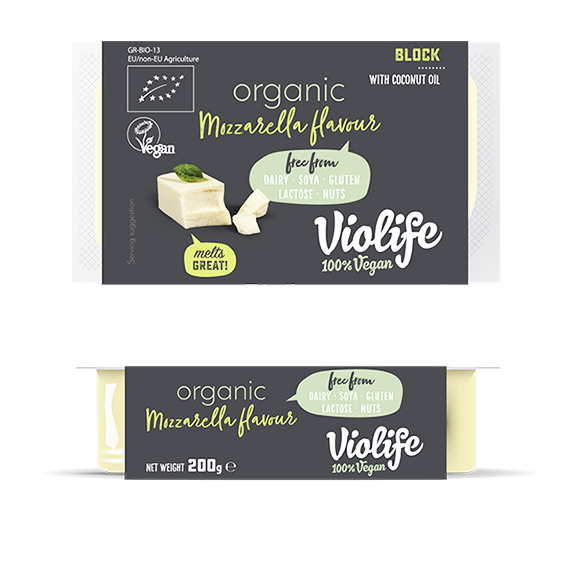 GR-BIO-13
EU/non-EU Agriculture
BLOCK
WITH COCONUT OIL
organic
Mozzarella flavour
Vegan
free from
DAIRY · SOYA · GLUTEN
LACTOSE · NUTS
Serving suggestion
melts
GREAT!
Violife
100% Vegan
organic
Mozzarella flavour
free from
DAIRY · SOYA · GLUTEN
LACTOSE · NUTS
Violife
100% Vegan
NET WEIGHT 200g ℮